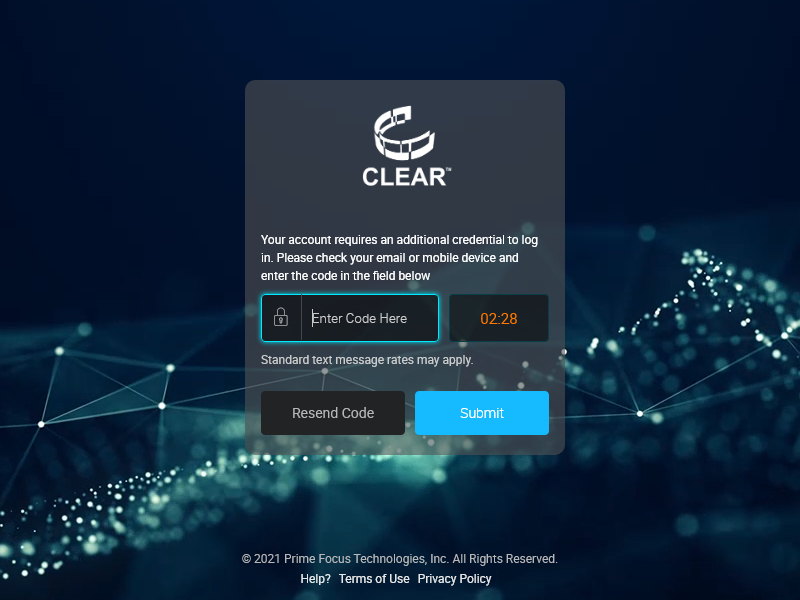 CLEAR™
Your account requires an additional credential to log
in. Please check your email or mobile device and
enter the code in the field below
Enter Code Here
02:28
Standard text message rates may apply.
Resend Code
Submit
© 2021 Prime Focus Technologies, Inc. All Rights Reserved.
Help? Terms of Use Privacy Policy